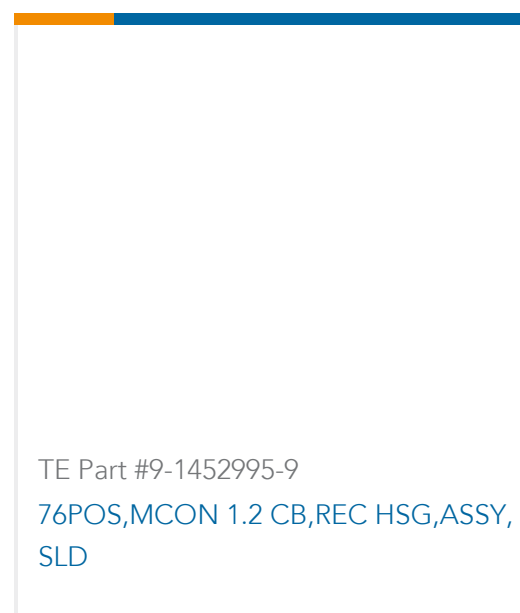 TE Part #9-1452995-9
76POS,MCON 1.2 CB,REC HSG,ASSY,
SLD